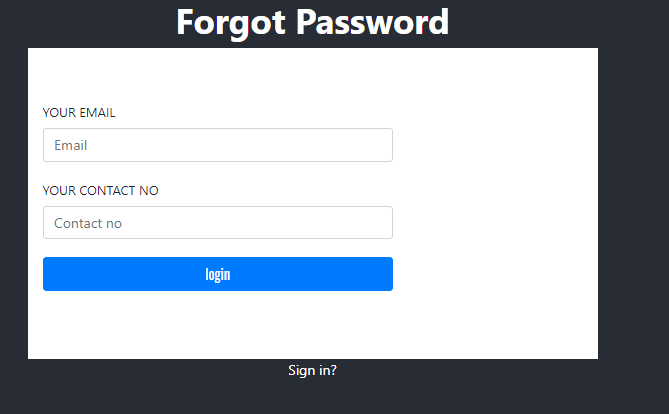 Forgot Password
YOUR EMAIL
Email
YOUR CONTACT NO
Contact no
login
Sign in?